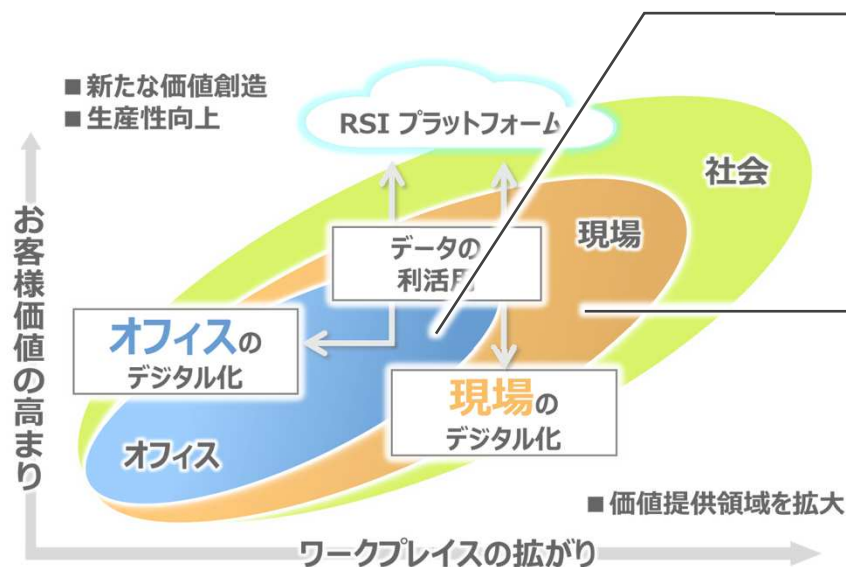 ■新たな価値創造
■生産性向上
RSI プラットフォーム
社会
現場
データの
利活用
オフィスの
デジタル化
現場の
デジタル化
オフィス
お客様価値の高まり
■価値提供領域を拡大
ワークプレイスの拡がり